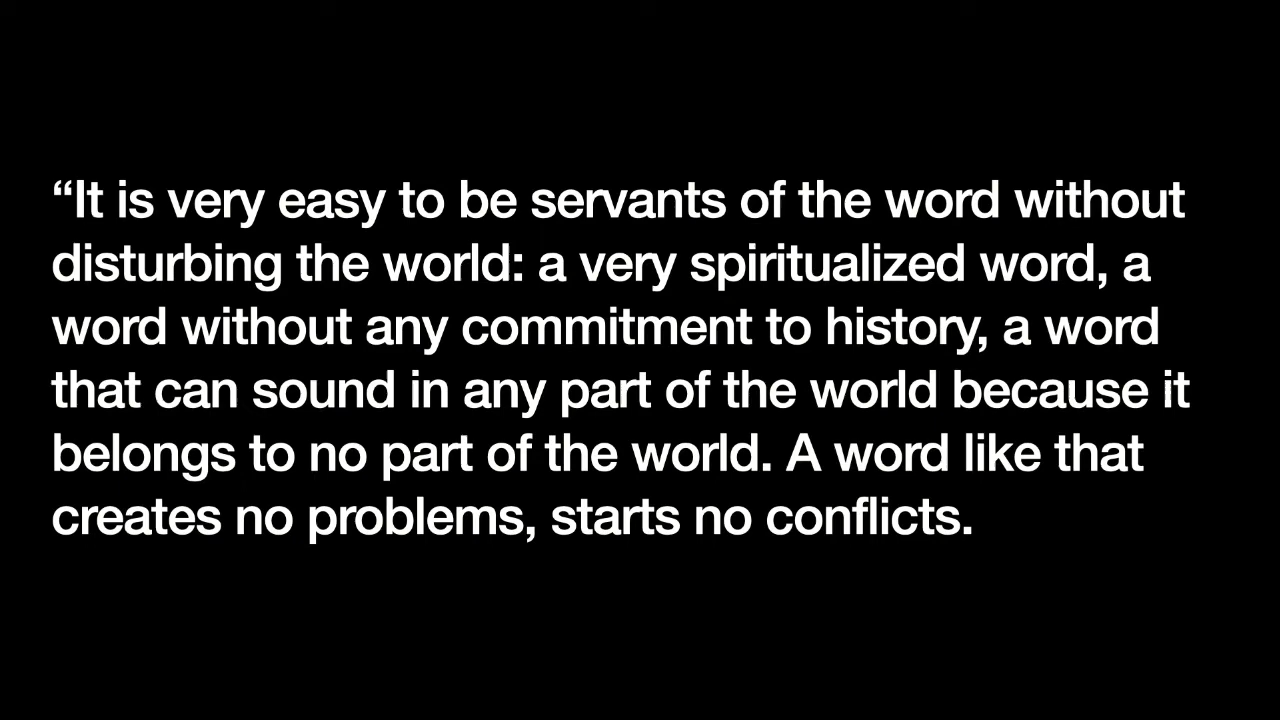 “It is very easy to be servants of the word without
disturbing the world: a very spiritualized word, a
word without any commitment to history, a word
that can sound in any part of the world because it
belongs to no part of the world. A word like that
creates no problems, starts no conflicts.